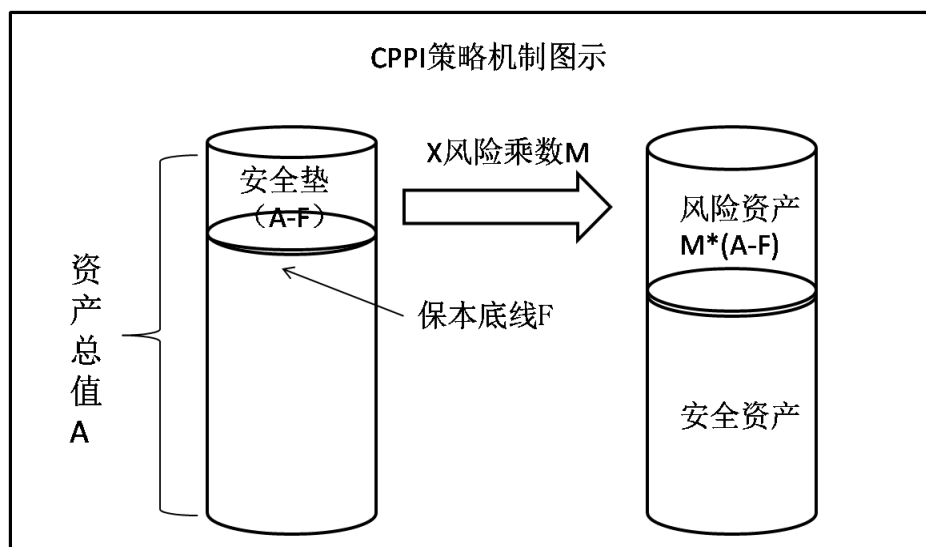 CPPI策略机制图示
安全垫
（A-F）
X风险乘数M
风险资产
M*(A-F)
资产总值A
保本底线F
安全资产